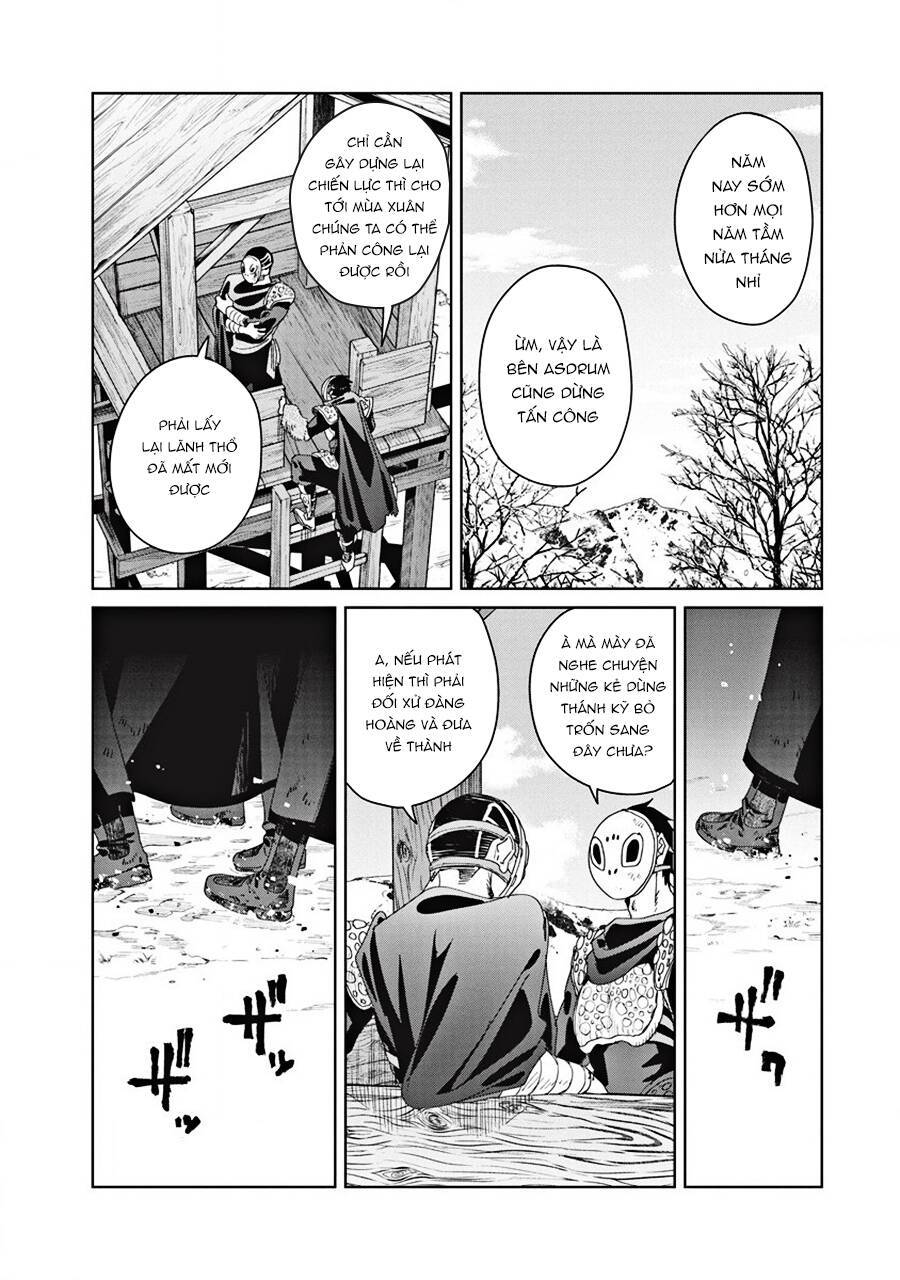 NĂM
NAY SỚM
HƠN MỌI
NĂM TẦM
NỬA THÁNG
NHỈ
ỪM, VẬY LÀ
BÊN ASDRUM
CŨNG DỪNG
TẤN CÔNG
CHỈ CẦN
GÂY DỰNG LẠI
CHIẾN LỰC THÌ CHO
TỚI MÙA XUÂN
CHÚNG TA CÓ THỂ
PHẢN CÔNG LẠI
ĐƯỢC RỒI
PHẢI LẤY
LẠI LÃNH THỔ
ĐÃ MẤT MỚI
ĐƯỢC
ザク
À MÀ MÀY ĐÃ
NGHE CHUYỆN
NHỮNG KẺ DÙNG
THÁNH KỸ BỎ
TRỐN SANG
ĐÂY CHƯA?
A, NẾU PHÁT
HIỆN THÌ PHẢI
ĐỐI XỬ ĐÀNG
HOÀNG VÀ ĐƯA
VỀ THÀNH
ザッ
ザッ